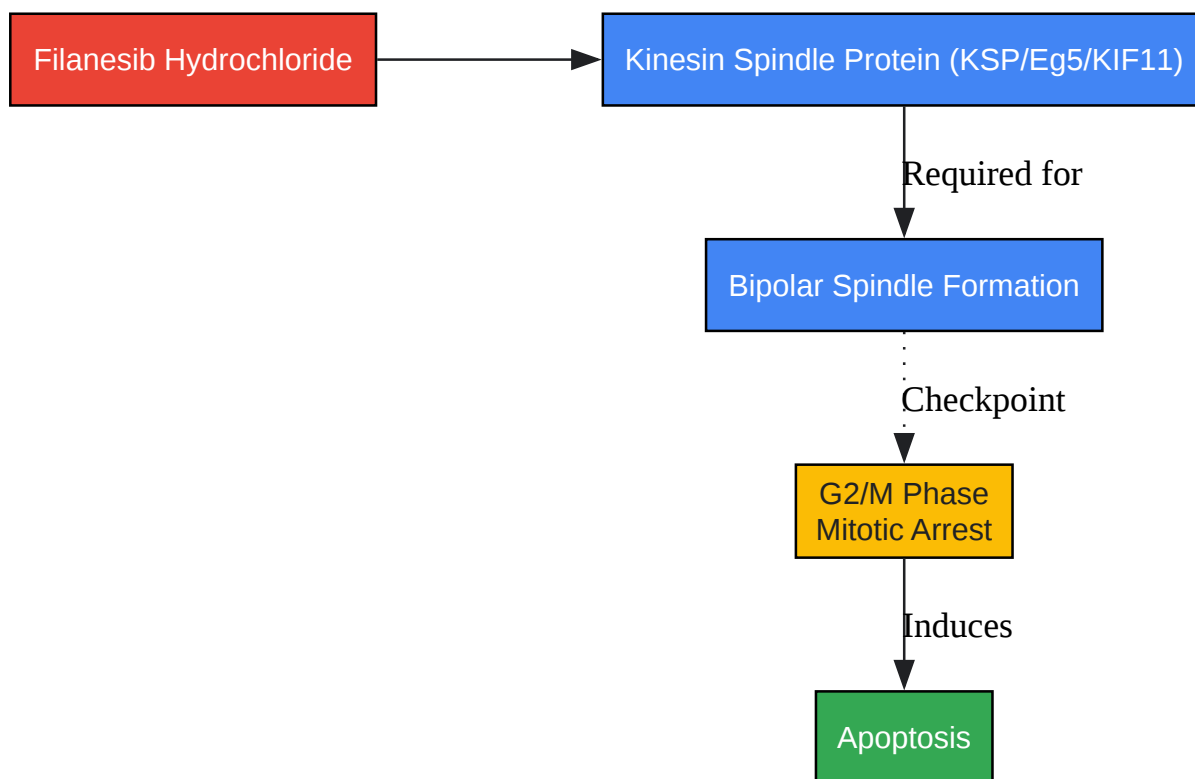 Filanesib Hydrochloride
Kinesin Spindle Protein (KSP/Eg5/KIF11)
Required for
Bipolar Spindle Formation
Checkpoint
G2/M Phase
Mitotic Arrest
Induces
Apoptosis